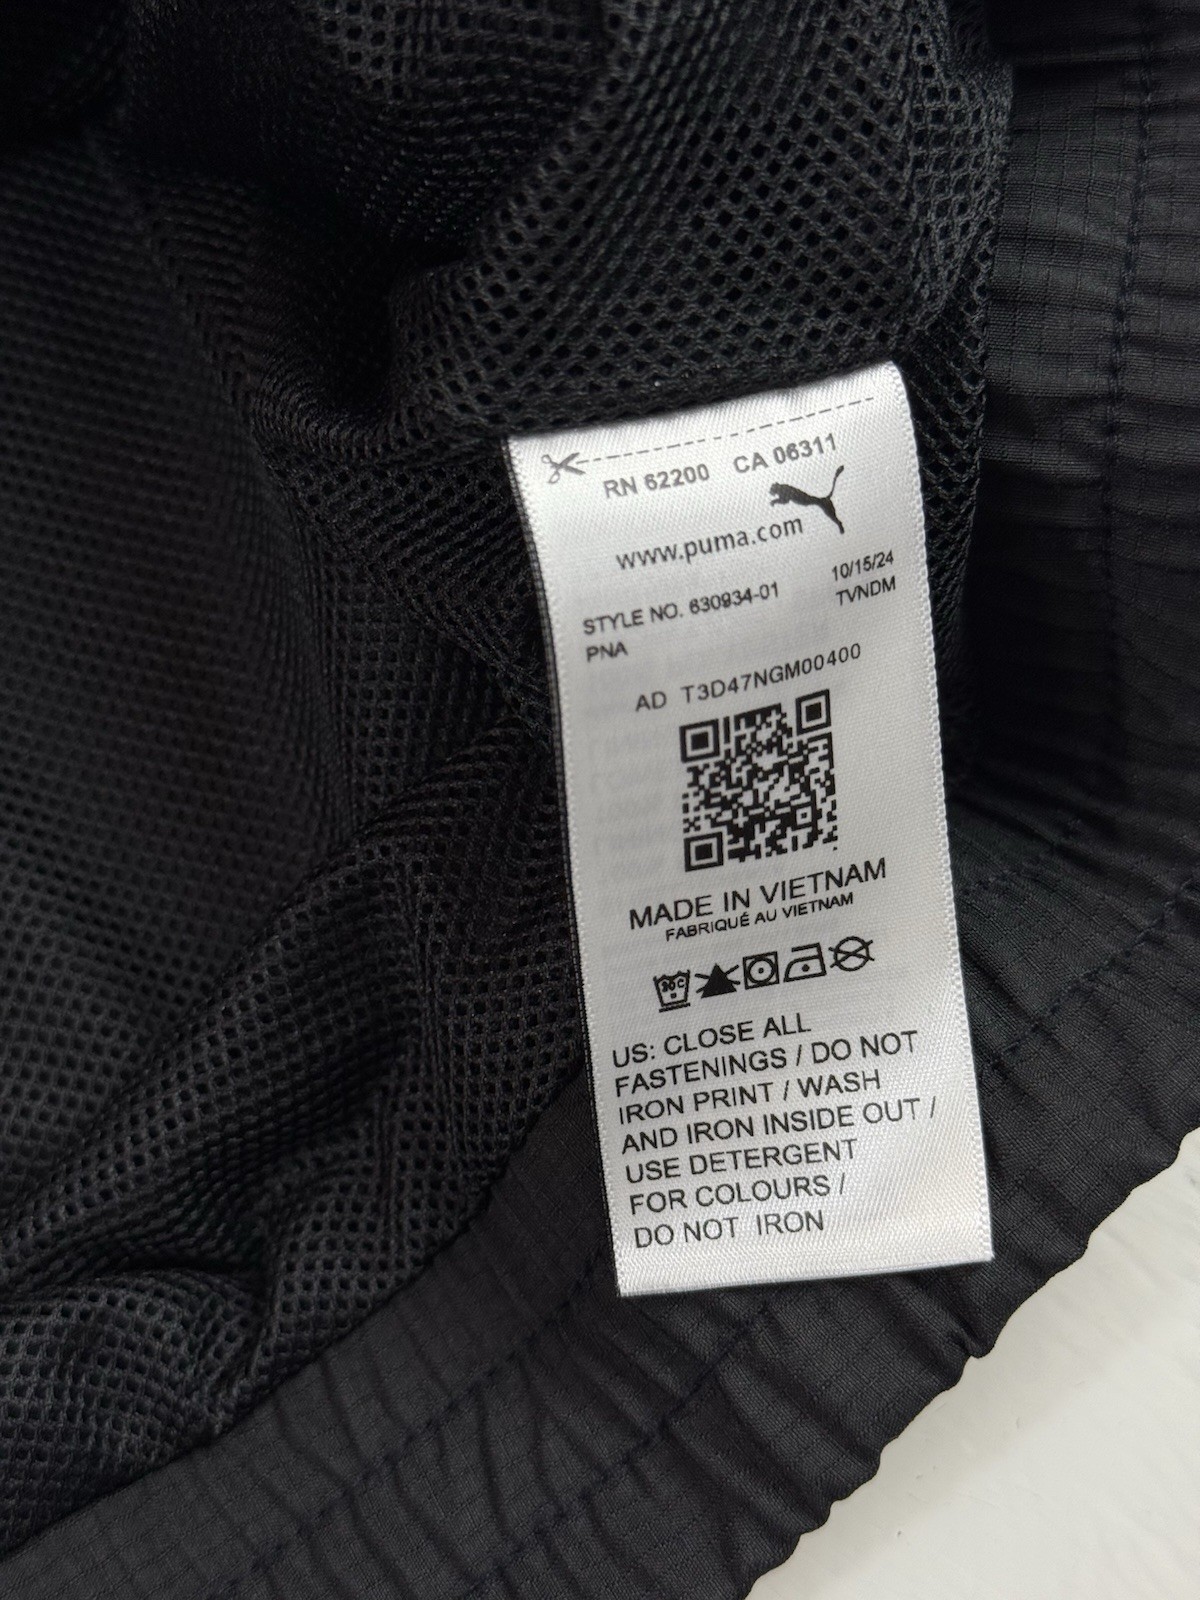 RN 62200 CA 06311
www.puma.com
10/15/24
STYLE NO. 630934-01 TVNDM
PNA
AD T3D47NGM00400
MADE IN VIETNAM
FABRIQUÉ AU VIETNAM
30C
US: CLOSE ALL
FASTENINGS / DO NOT
IRON PRINT / WASH
AND IRON INSIDE OUT /
USE DETERGENT
FOR COLOURS /
DO NOT IRON